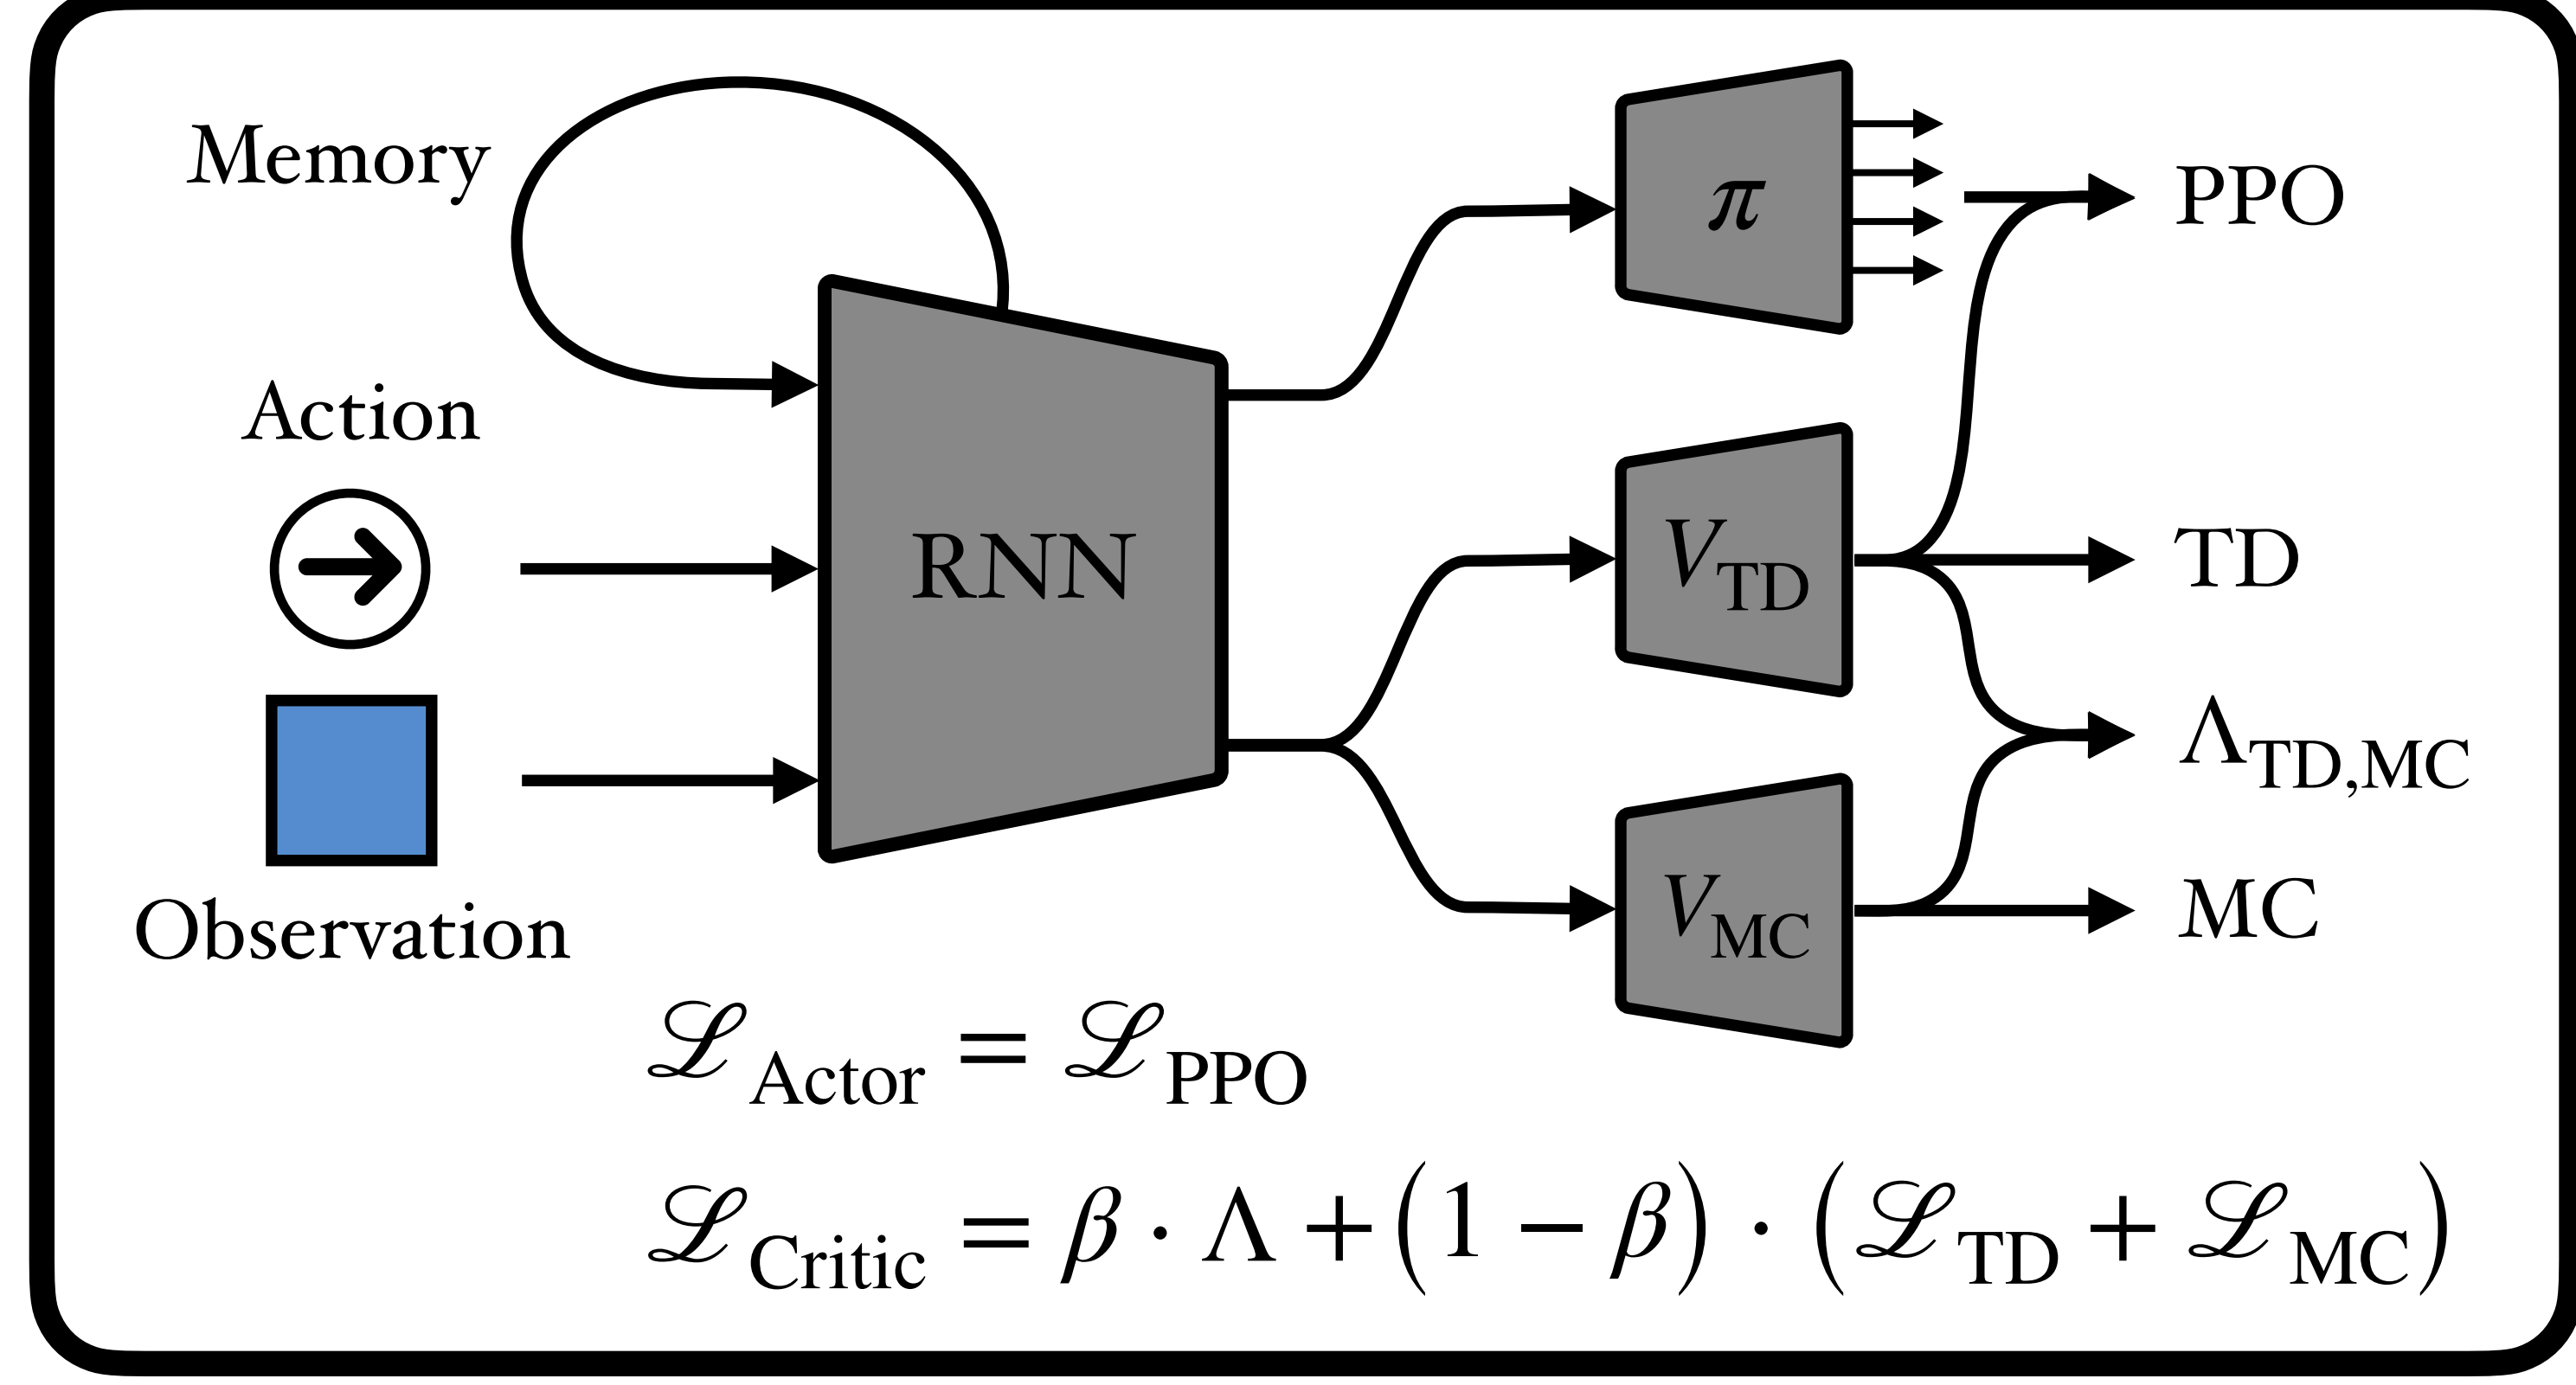 Memory
Action
Observation
RNN
π
V_TD
V_MC
PPO
TD
Λ_TD,MC
MC
ℒ_Actor = ℒ_PPO
ℒ_Critic = β · Λ + (1 − β) · (ℒ_TD + ℒ_MC)